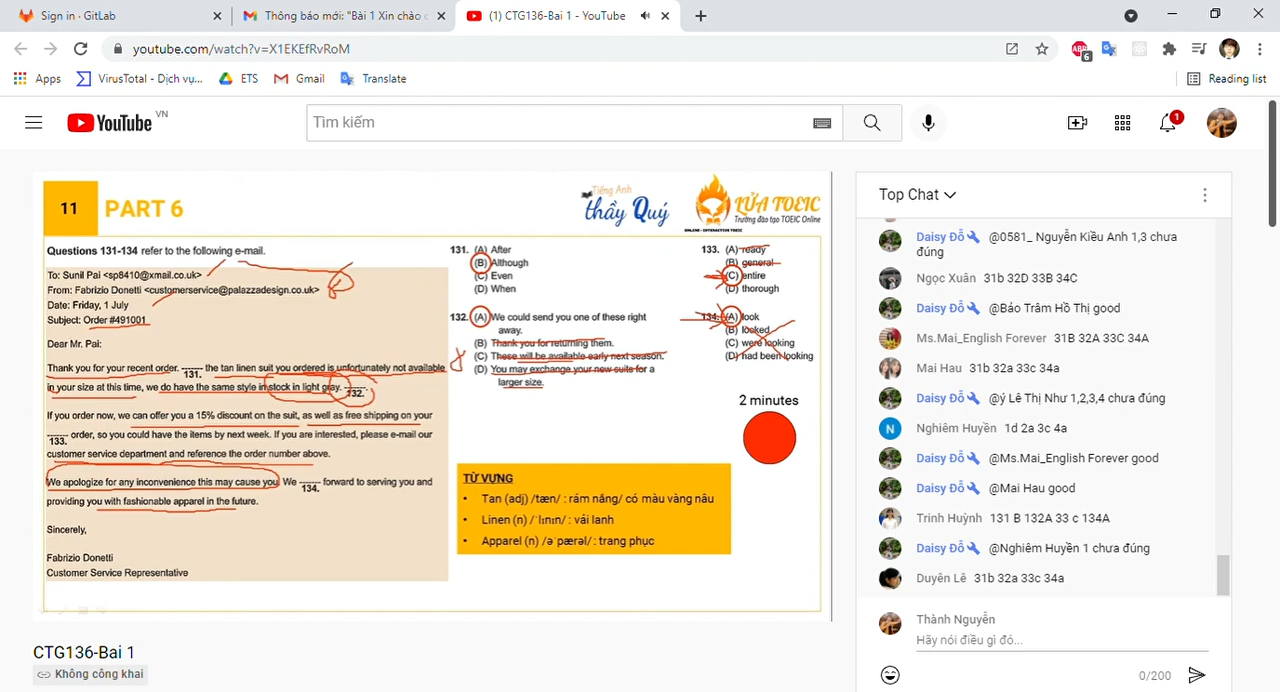 Sign in · GitLab
Thông báo mới: "Bài 1 Xin chào c
(1) CTG136-Bai 1 - YouTube
youtube.com/watch?v=X1EKEfRvRoM
ABP
6
Apps
VirusTotal - Dịch vụ...
ETS
Gmail
Translate
Reading list
YouTube VN
Tìm kiếm
1
11
PART 6
Tiếng Anh
thầy Quý
LỬA TOEIC
Trường đào tạo TOEIC Online
ONLINE - INTERACTIVE TOEIC
Questions 131-134 refer to the following e-mail.
To: Sunil Pai <sp8410@xmail.co.uk>
From: Fabrizio Donetti <customerservice@palazzadesign.co.uk>
Date: Friday, 1 July
Subject: Order #491001
Dear Mr. Pai:
Thank you for your recent order. ------- the tan linen suit you ordered is unfortunately not available
131.
in your size at this time, we do have the same style in stock in light gray. -------
132.
If you order now, we can offer you a 15% discount on the suit, as well as free shipping on your
------- order, so you could have the items by next week. If you are interested, please e-mail our
133.
customer service department and reference the order number above.
We apologize for any inconvenience this may cause you. We ------- forward to serving you and
134.
providing you with fashionable apparel in the future.
Sincerely,
Fabrizio Donetti
Customer Service Representative
131. (A) After
(B) Although
(C) Even
(D) When
132. (A) We could send you one of these right
away.
(B) Thank you for returning them.
(C) These will be available early next season.
(D) You may exchange your new suits for a
larger size.
133. (A) ready
(B) general
(C) entire
(D) thorough
134. (A) look
(B) looked
(C) were looking
(D) had been looking
2 minutes
TỪ VỰNG
• Tan (adj) /tæn/ : rám nắng/ có màu vàng nâu
• Linen (n) /ˈlɪnɪn/ : vải lanh
• Apparel (n) /əˈpærəl/ : trang phục
CTG136-Bai 1
Không công khai
Top Chat
Daisy Đỗ @0581_ Nguyễn Kiều Anh 1,3 chưa
đúng
Ngọc Xuân 31b 32D 33B 34C
Daisy Đỗ @Bảo Trâm Hồ Thị good
Ms.Mai_English Forever 31B 32A 33C 34A
Mai Hau 31b 32a 33c 34a
Daisy Đỗ @ý Lê Thị Như 1,2,3,4 chưa đúng
N
Nghiêm Huyền 1d 2a 3c 4a
Daisy Đỗ @Ms.Mai_English Forever good
Daisy Đỗ @Mai Hau good
Trinh Huỳnh 131 B 132A 33 c 134A
Daisy Đỗ @Nghiêm Huyền 1 chưa đúng
Duyên Lê 31b 32a 33c 34a
Thành Nguyễn
Hãy nói điều gì đó...
0/200